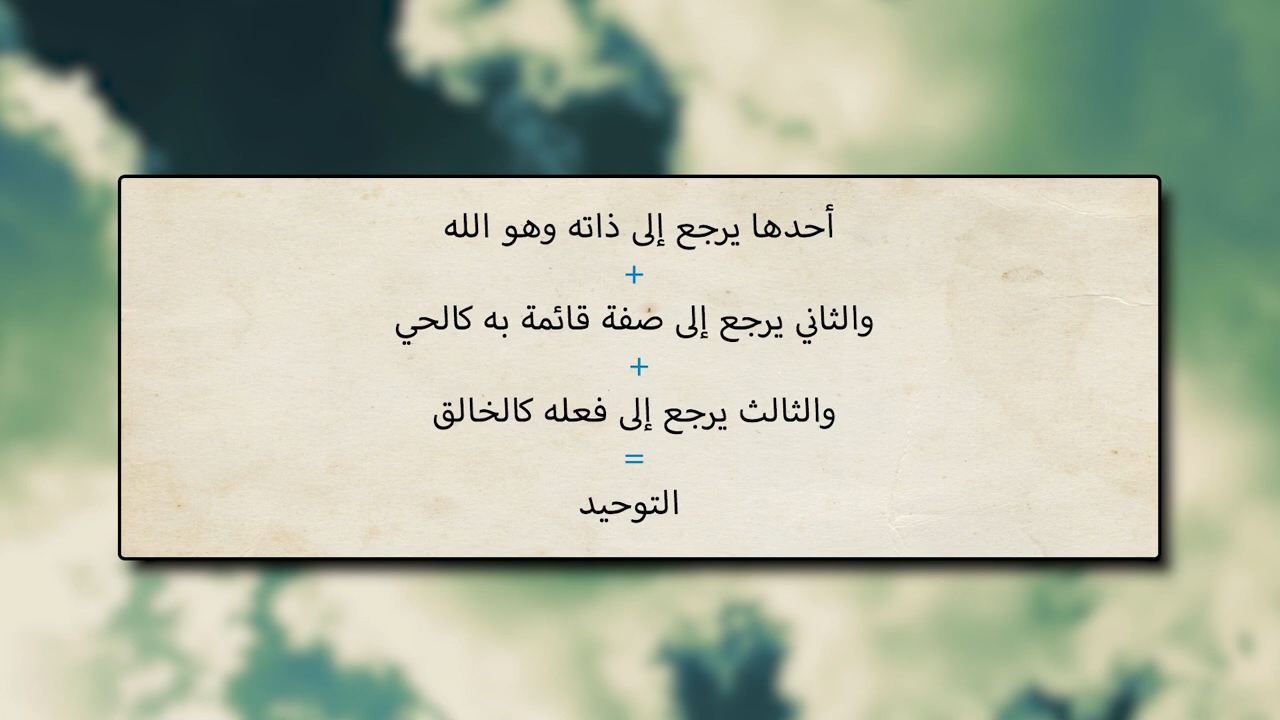 أحدها يرجع إلى ذاته وهو الله
+
والثاني يرجع إلى صفة قائمة به كالحي
+
والثالث يرجع إلى فعله كالخالق
=
التوحيد